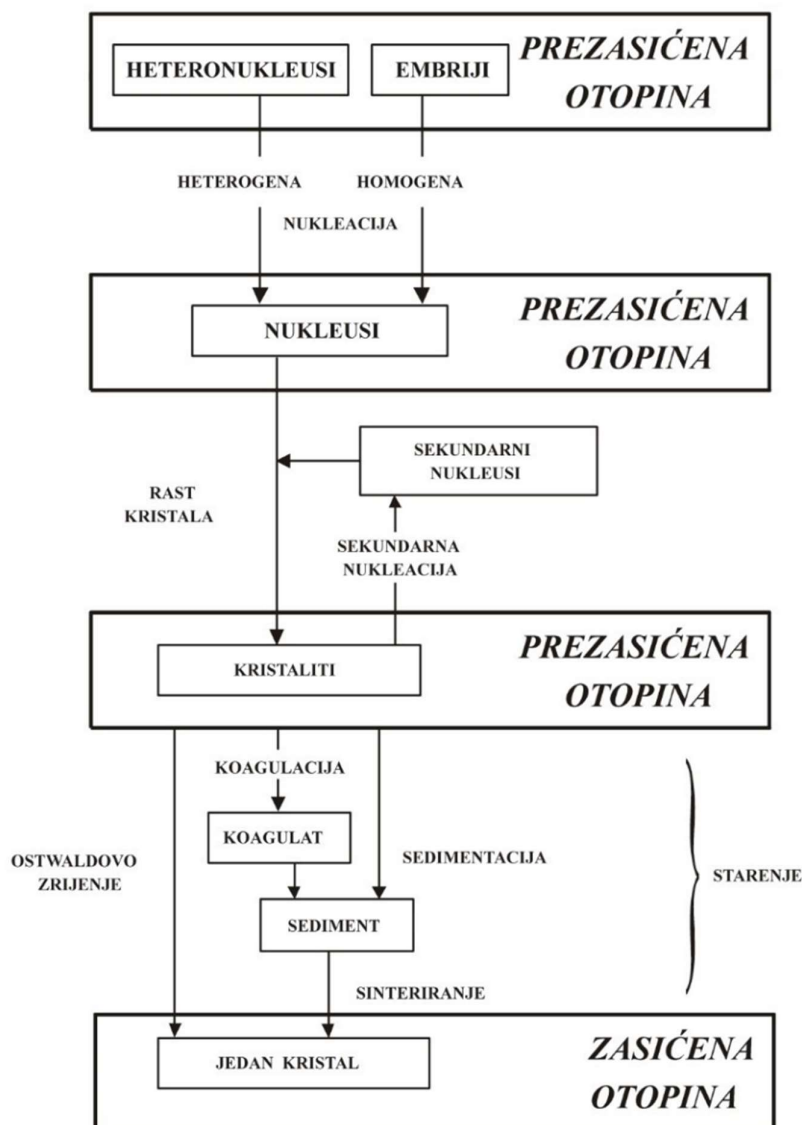 HETERONUKLEUSI
EMBRIJI
PREZASIĆENA
OTOPINA
HETEROGENA
HOMOGENA
NUKLEACIJA
NUKLEUSI
PREZASIĆENA
OTOPINA
SEKUNDARNI
NUKLEUSI
RAST
KRISTALA
SEKUNDARNA
NUKLEACIJA
KRISTALITI
PREZASIĆENA
OTOPINA
KOAGULACIJA
KOAGULAT
OSTWALDOVO
ZRIJENJE
SEDIMENTACIJA
STARENJE
SEDIMENT
SINTERIRANJE
JEDAN KRISTAL
ZASIĆENA
OTOPINA